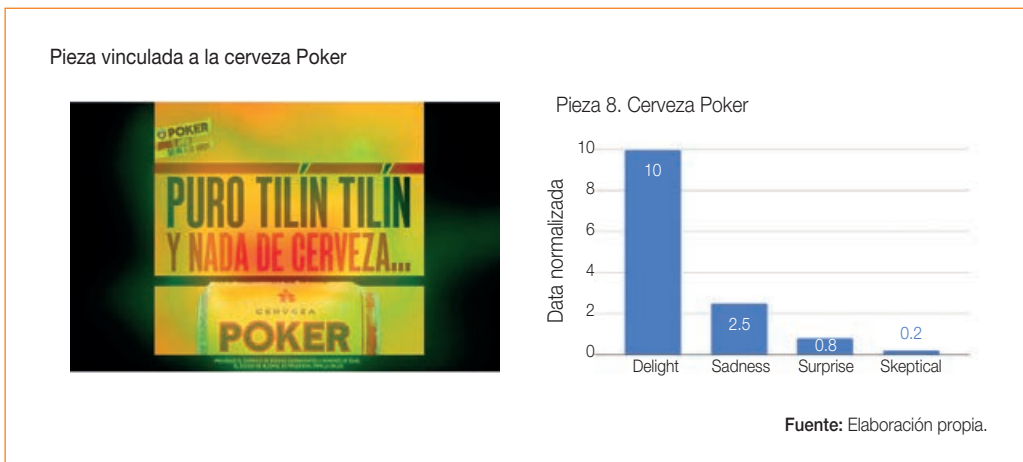 Pieza vinculada a la cerveza Poker
POKER
PURO TILÍN TILÍN
Y NADA DE CERVEZA...
CERVEZA
POKER
Pieza 8. Cerveza Poker
Data normalizada
10
8
6
4
2
0
10
2.5
0.8
0.2
Delight Sadness Surprise Skeptical
Fuente: Elaboración propia.